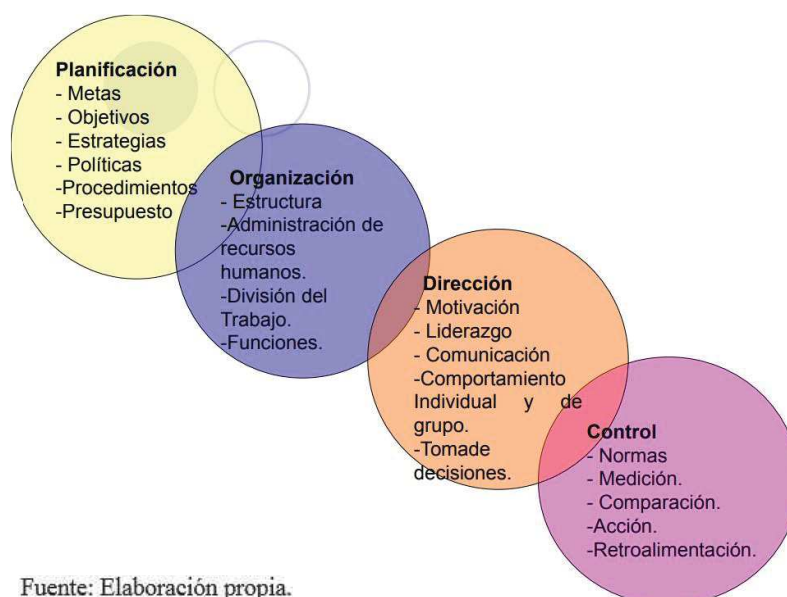 Planificación
- Metas
- Objetivos
- Estrategias
- Políticas
-Procedimientos
-Presupuesto
Organización
- Estructura
-Administración de
recursos
humanos.
-División del
Trabajo.
-Funciones.
Dirección
- Motivación
- Liderazgo
- Comunicación
-Comportamiento
Individual y de
grupo.
-Tomade
decisiones.
Control
- Normas
- Medición.
- Comparación.
-Acción.
-Retroalimentación.
Fuente: Elaboración propia.